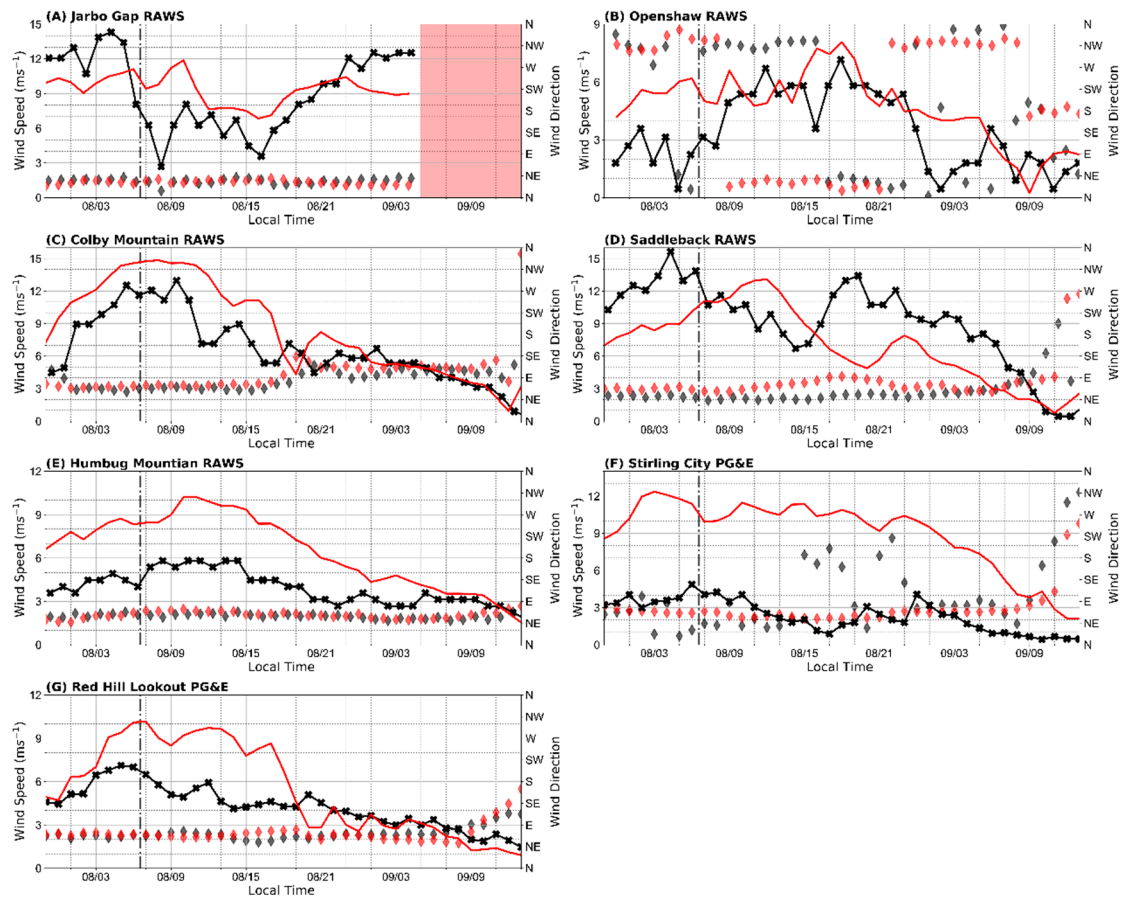 (A) Jarbo Gap RAWS
Wind Speed (ms⁻¹)
15
12
9
6
3
0
N
NW
W
SW
S
SE
E
NE
N
Wind Direction
08/03 08/09 08/15 08/21 09/03 09/09
Local Time
(B) Openshaw RAWS
Wind Speed (ms⁻¹)
9
6
3
0
N
NW
W
SW
S
SE
E
NE
N
Wind Direction
08/03 08/09 08/15 08/21 09/03 09/09
Local Time
(C) Colby Mountain RAWS
Wind Speed (ms⁻¹)
15
12
9
6
3
0
N
NW
W
SW
S
SE
E
NE
N
Wind Direction
08/03 08/09 08/15 08/21 09/03 09/09
Local Time
(D) Saddleback RAWS
Wind Speed (ms⁻¹)
15
12
9
6
3
0
N
NW
W
SW
S
SE
E
NE
N
Wind Direction
08/03 08/09 08/15 08/21 09/03 09/09
Local Time
(E) Humbug Mountian RAWS
Wind Speed (ms⁻¹)
12
9
6
3
0
N
NW
W
SW
S
SE
E
NE
N
Wind Direction
08/03 08/09 08/15 08/21 09/03 09/09
Local Time
(F) Stirling City PG&E
Wind Speed (ms⁻¹)
12
9
6
3
0
N
NW
W
SW
S
SE
E
NE
N
Wind Direction
08/03 08/09 08/15 08/21 09/03 09/09
Local Time
(G) Red Hill Lookout PG&E
Wind Speed (ms⁻¹)
12
9
6
3
0
N
NW
W
SW
S
SE
E
NE
N
Wind Direction
08/03 08/09 08/15 08/21 09/03 09/09
Local Time